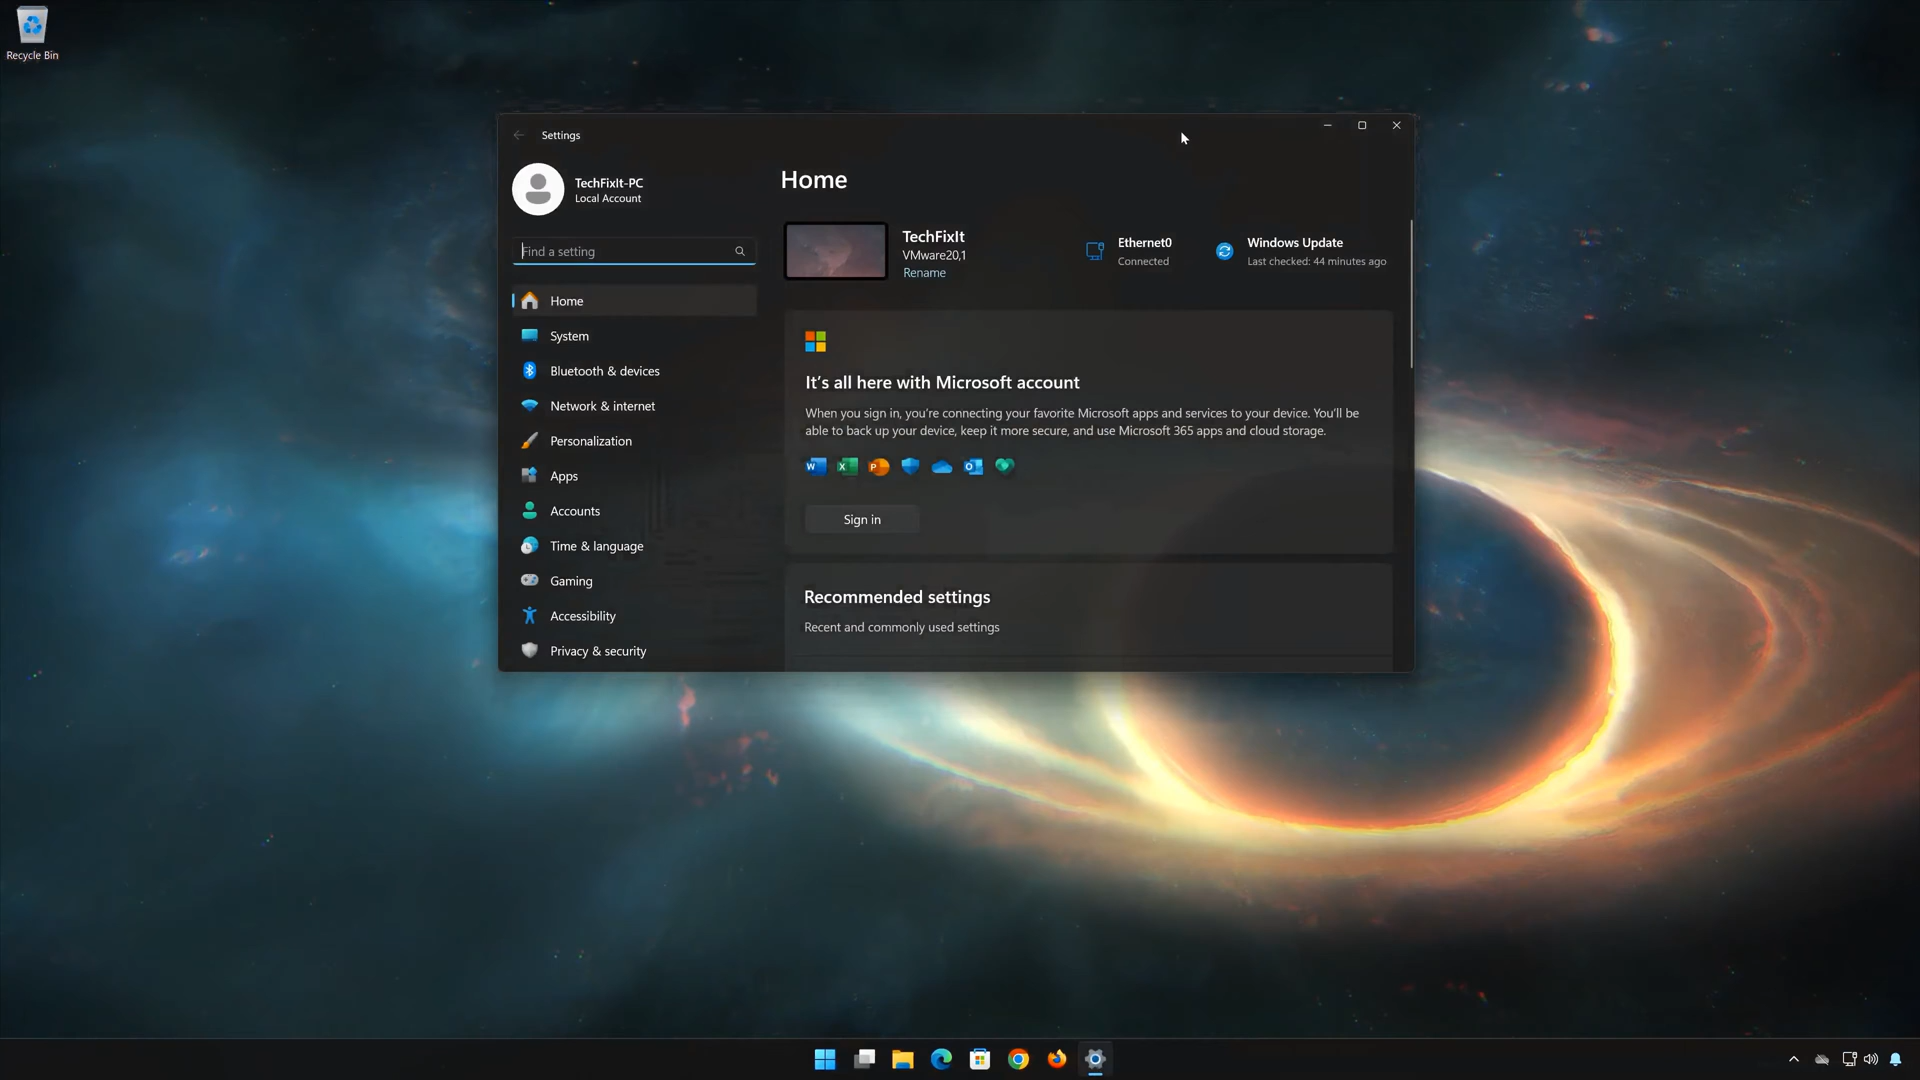 Recycle Bin
Settings
TechFixIt-PC
Local Account
Find a setting
Home
System
Bluetooth & devices
Network & internet
Personalization
Apps
Accounts
Time & language
Gaming
Accessibility
Privacy & security
Home
TechFixIt
VMware20,1
Rename
Ethernet0
Connected
Windows Update
Last checked: 44 minutes ago
It's all here with Microsoft account
When you sign in, you're connecting your favorite Microsoft apps and services to your device. You'll be
able to back up your device, keep it more secure, and use Microsoft 365 apps and cloud storage.
Sign in
Recommended settings
Recent and commonly used settings